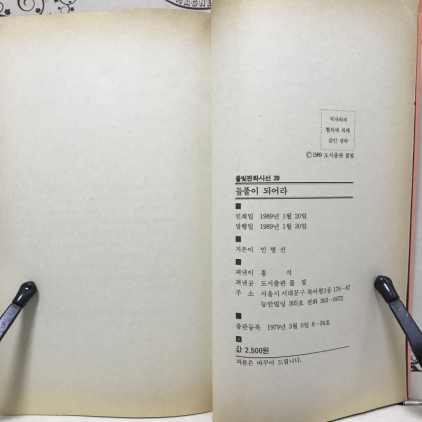 저자와의
협의에 의해
검인 생략
ⓒ1989 도서출판 풀빛
풀빛판화시선 29
들풀이 되어라
인쇄일 1989년 1월 20일
발행일 1989년 1월 30일
지은이 인 병 선
펴낸이 홍 석
펴낸곳 도서출판 풀 빛
주 소 서울시 서대문구 북아현1동 176-87
능안빌딩 305호 전화 363-6972
출판등록 1979년 3월 6일 8-24호
값 2,500원
파본은 바꾸어 드립니다.